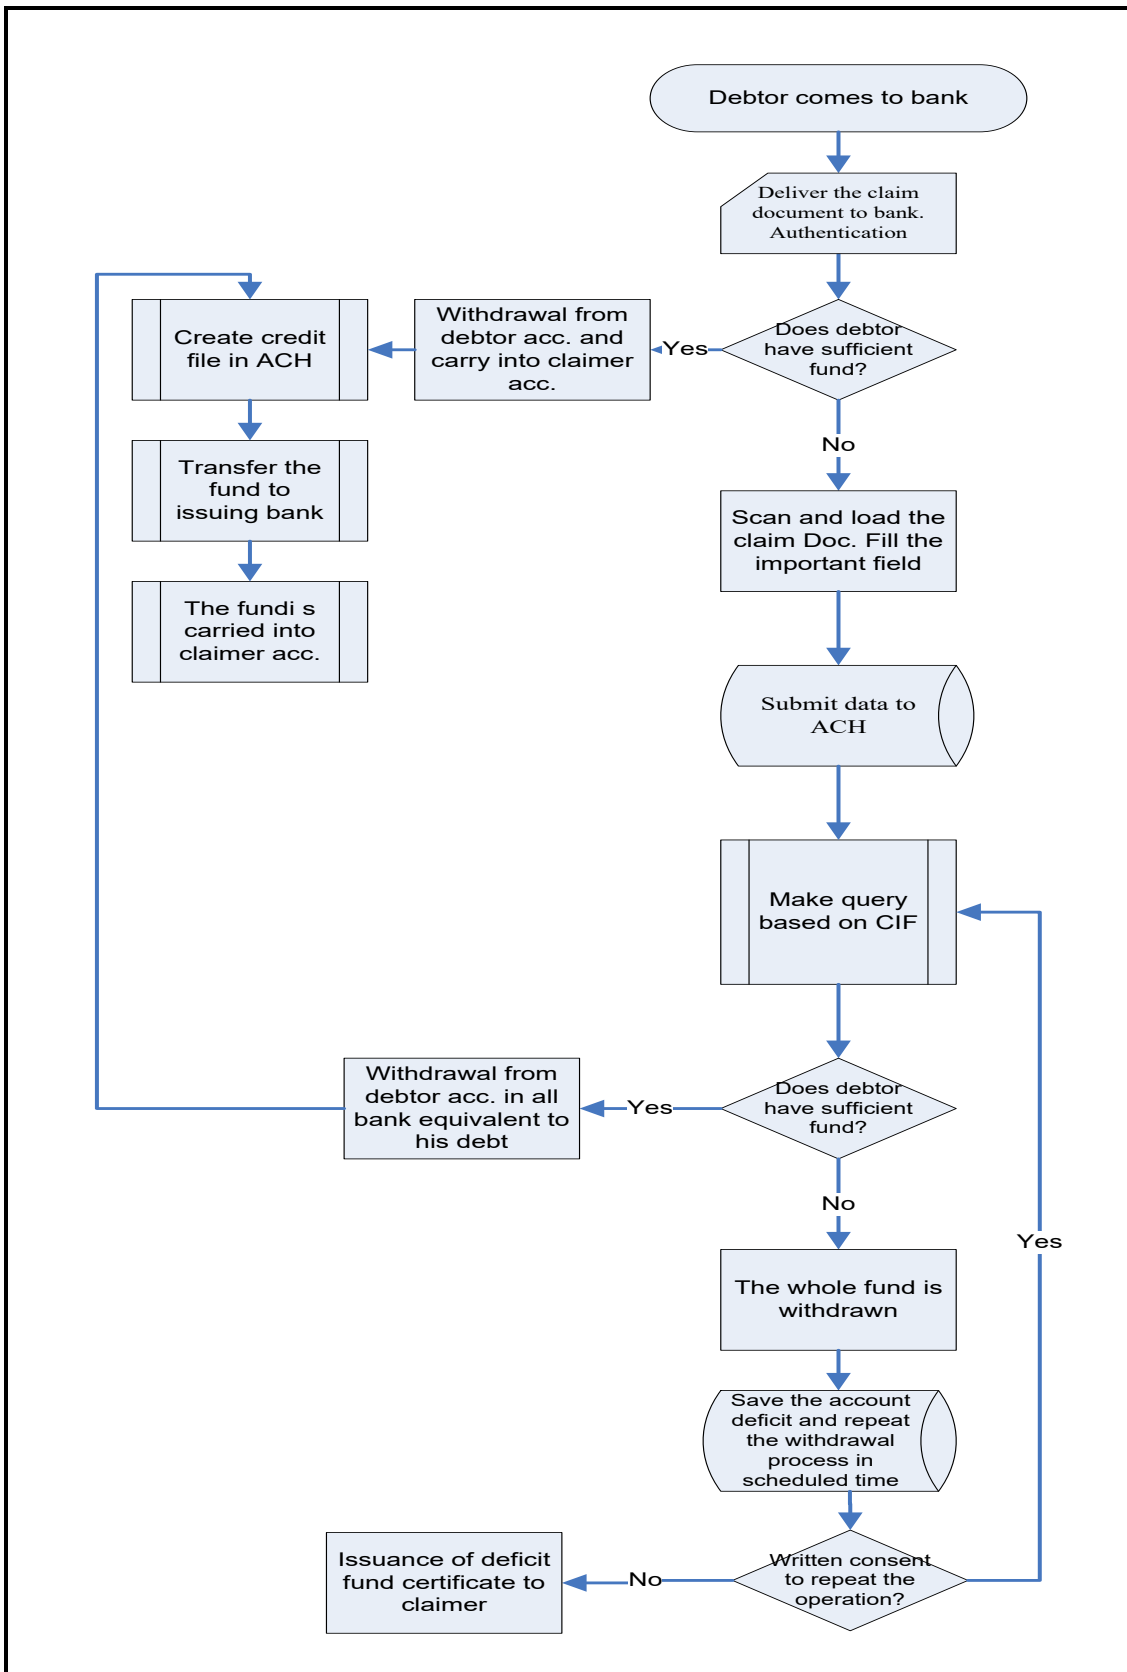 Debtor comes to bank
Deliver the claim
document to bank.
Authentication
Does debtor
have sufficient
fund?
Yes
Withdrawal from
debtor acc. and
carry into claimer
acc.
Create credit
file in ACH
Transfer the
fund to
issuing bank
The fundi s
carried into
claimer acc.
No
Scan and load the
claim Doc. Fill the
important field
Submit data to
ACH
Make query
based on CIF
Does debtor
have sufficient
fund?
Yes
Withdrawal from
debtor acc. in all
bank equivalent to
his debt
No
The whole fund is
withdrawn
Save the account
deficit and repeat
the withdrawal
process in
scheduled time
Written consent
to repeat the
operation?
Yes
No
Issuance of deficit
fund certificate to
claimer